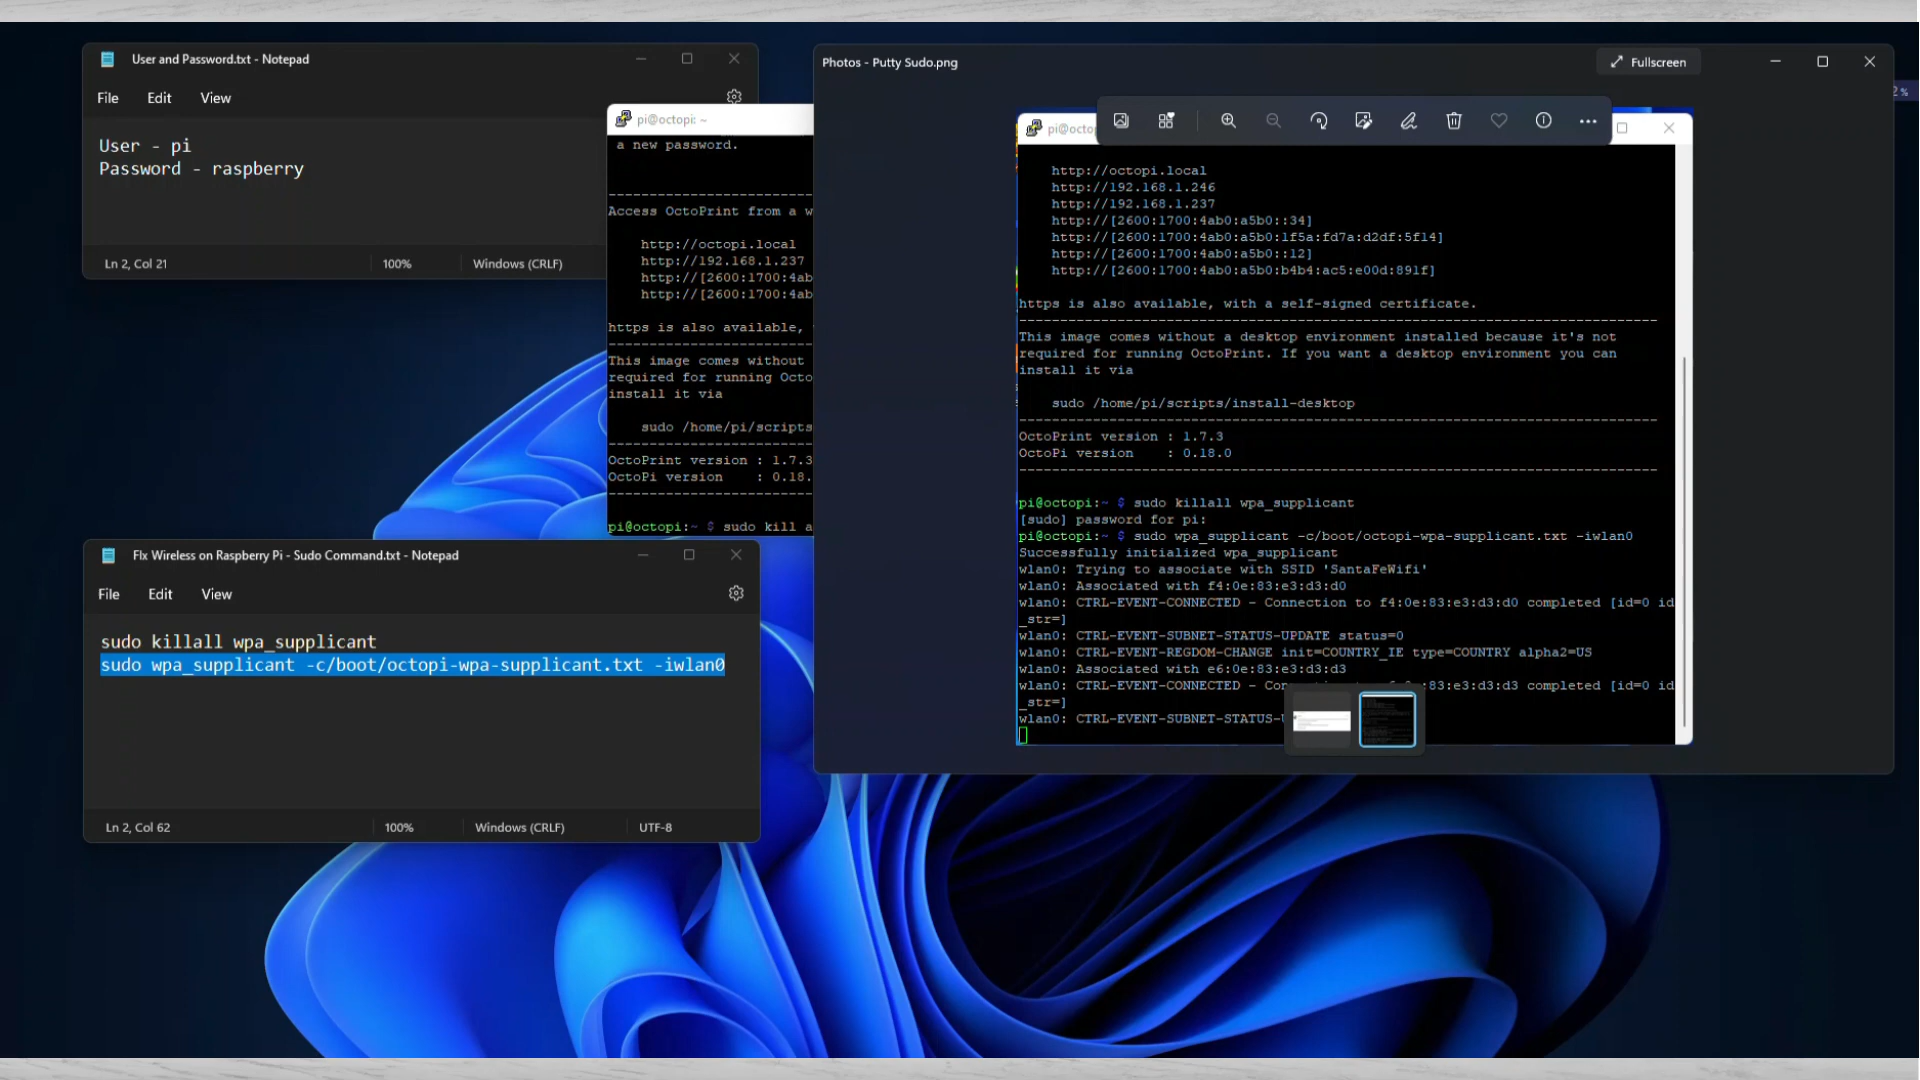 User and Password.txt - Notepad
File Edit View
User - pi
Password - raspberry
Ln 2, Col 21 100% Windows (CRLF)
pi@octopi: ~
a new password.
Access OctoPrint from a w
http://octopi.local
http://192.168.1.237
http://[2600:1700:4ab
http://[2600:1700:4ab
https is also available,
This image comes without
required for running Octo
install it via
sudo /home/pi/scripts
OctoPrint version : 1.7.3
OctoPi version : 0.18.
pi@octopi:~ $ sudo kill a
FIx Wireless on Raspberry Pi - Sudo Command.txt - Notepad
File Edit View
sudo killall wpa_supplicant
sudo wpa_supplicant -c/boot/octopi-wpa-supplicant.txt -iwlan0
Ln 2, Col 62 100% Windows (CRLF) UTF-8
Photos - Putty Sudo.png
Fullscreen
2%
pi@octo
http://octopi.local
http://192.168.1.246
http://192.168.1.237
http://[2600:1700:4ab0:a5b0::34]
http://[2600:1700:4ab0:a5b0:1f5a:fd7a:d2df:5f14]
http://[2600:1700:4ab0:a5b0::12]
http://[2600:1700:4ab0:a5b0:b4b4:ac5:e00d:891f]
https is also available, with a self-signed certificate.
This image comes without a desktop environment installed because it's not
required for running OctoPrint. If you want a desktop environment you can
install it via
sudo /home/pi/scripts/install-desktop
OctoPrint version : 1.7.3
OctoPi version : 0.18.0
pi@octopi:~ $ sudo killall wpa_supplicant
[sudo] password for pi:
pi@octopi:~ $ sudo wpa_supplicant -c/boot/octopi-wpa-supplicant.txt -iwlan0
Successfully initialized wpa_supplicant
wlan0: Trying to associate with SSID 'SantaFeWifi'
wlan0: Associated with f4:0e:83:e3:d3:d0
wlan0: CTRL-EVENT-CONNECTED - Connection to f4:0e:83:e3:d3:d0 completed [id=0 id
_str=]
wlan0: CTRL-EVENT-SUBNET-STATUS-UPDATE status=0
wlan0: CTRL-EVENT-REGDOM-CHANGE init=COUNTRY_IE type=COUNTRY alpha2=US
wlan0: Associated with e6:0e:83:e3:d3:d3
wlan0: CTRL-EVENT-CONNECTED - Con :83:e3:d3:d3 completed [id=0 id
_str=]
wlan0: CTRL-EVENT-SUBNET-STATUS-U